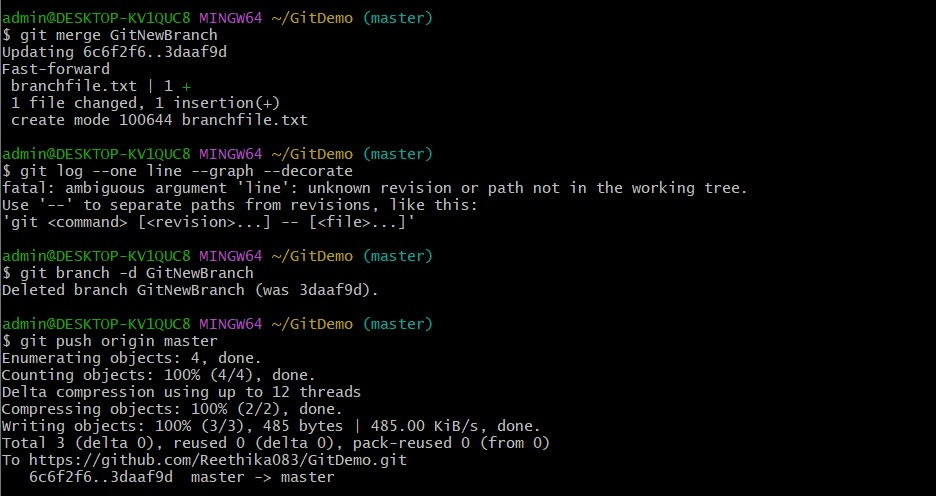 admin@DESKTOP-KV1QUC8 MINGW64 ~/GitDemo (master)
$ git merge GitNewBranch
Updating 6c6f2f6..3daaf9d
Fast-forward
 branchfile.txt | 1 +
 1 file changed, 1 insertion(+)
 create mode 100644 branchfile.txt

admin@DESKTOP-KV1QUC8 MINGW64 ~/GitDemo (master)
$ git log --one line --graph --decorate
fatal: ambiguous argument 'line': unknown revision or path not in the working tree.
Use '--' to separate paths from revisions, like this:
'git <command> [<revision>...] -- [<file>...]'

admin@DESKTOP-KV1QUC8 MINGW64 ~/GitDemo (master)
$ git branch -d GitNewBranch
Deleted branch GitNewBranch (was 3daaf9d).

admin@DESKTOP-KV1QUC8 MINGW64 ~/GitDemo (master)
$ git push origin master
Enumerating objects: 4, done.
Counting objects: 100% (4/4), done.
Delta compression using up to 12 threads
Compressing objects: 100% (2/2), done.
Writing objects: 100% (3/3), 485 bytes | 485.00 KiB/s, done.
Total 3 (delta 0), reused 0 (delta 0), pack-reused 0 (from 0)
To https://github.com/Reethika083/GitDemo.git
   6c6f2f6..3daaf9d  master -> master